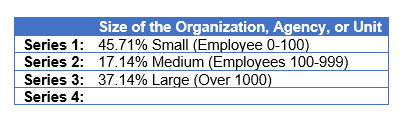 Size of the Organization, Agency, or Unit
Series 1: 45.71% Small (Employee 0-100)
Series 2: 17.14% Medium (Employees 100-999)
Series 3: 37.14% Large (Over 1000)
Series 4: